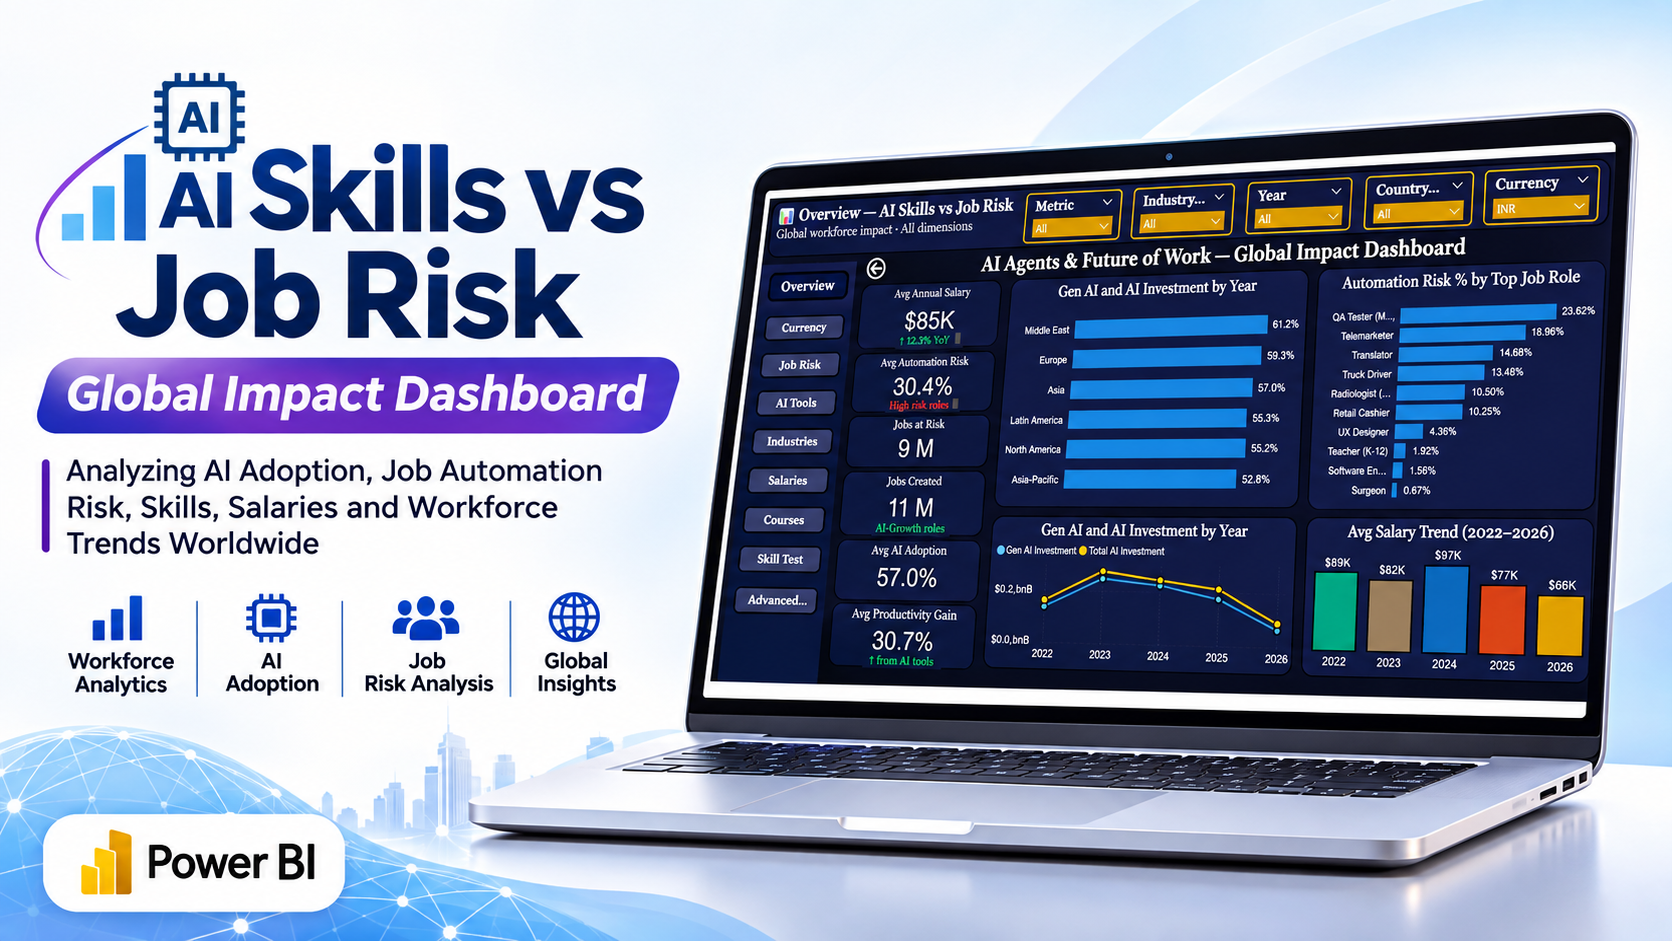 AI
AI Skills vs
Job Risk
Global Impact Dashboard
Analyzing AI Adoption, Job Automation
Risk, Skills, Salaries and Workforce
Trends Worldwide
Workforce
Analytics
AI
Adoption
Job
Risk Analysis
Global
Insights
Power BI
Overview — AI Skills vs Job Risk
Global workforce impact · All dimensions
Metric
All
Industry...
All
Year
All
Country...
All
Currency
INR
AI Agents & Future of Work — Global Impact Dashboard
Overview
Currency
Job Risk
AI Tools
Industries
Salaries
Courses
Skill Test
Advanced...
Avg Annual Salary
$85K
↑ 12.3% YoY
Avg Automation Risk
30.4%
High risk roles
Jobs at Risk
9 M
Jobs Created
11 M
AI-Growth roles
Avg AI Adoption
57.0%
Avg Productivity Gain
30.7%
↑ from AI tools
Gen AI and AI Investment by Year
Middle East 61.2%
Europe 59.3%
Asia 57.0%
Latin America 55.3%
North America 55.2%
Asia-Pacific 52.8%
Automation Risk % by Top Job Role
QA Tester (M..., 23.62%
Telemarketer 18.96%
Translator 14.68%
Truck Driver 13.48%
Radiologist (... 10.50%
Retail Cashier 10.25%
UX Designer 4.36%
Teacher (K-12) 1.92%
Software En... 1.56%
Surgeon 0.67%
Gen AI and AI Investment by Year
Gen AI Investment Total AI Investment
$0.2,bnB
$0.0,bnB
2022 2023 2024 2025 2026
Avg Salary Trend (2022–2026)
$89K $82K $97K $77K $66K
2022 2023 2024 2025 2026